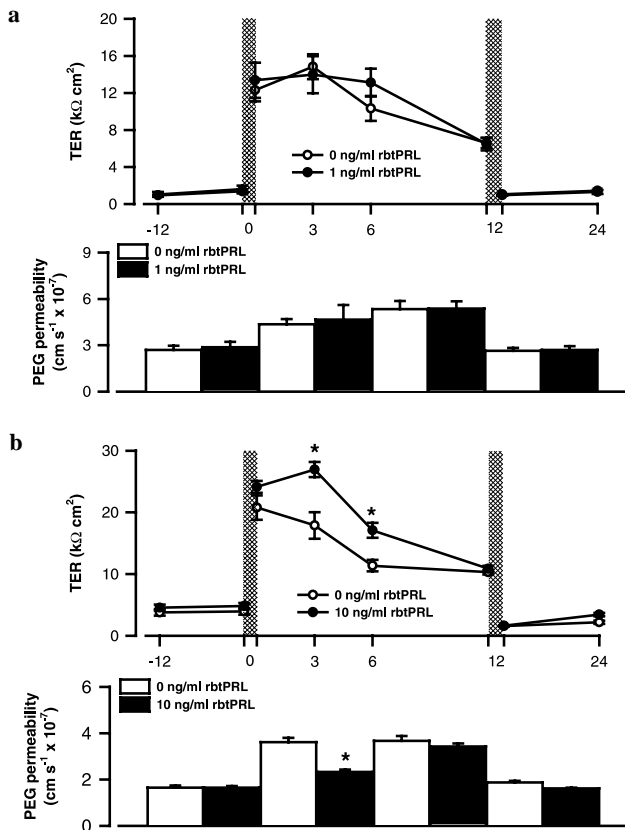 a
20
16
12
8
4
0
TER (kΩ cm²)
0 ng/ml rbtPRL
1 ng/ml rbtPRL
-12 0 3 6 12 24
9
6
3
0
PEG permeability
(cm s⁻¹ x 10⁻⁷)
0 ng/ml rbtPRL
1 ng/ml rbtPRL
b
30
20
10
0
TER (kΩ cm²)
*
*
0 ng/ml rbtPRL
10 ng/ml rbtPRL
-12 0 3 6 12 24
6
4
2
0
PEG permeability
(cm s⁻¹ x 10⁻⁷)
0 ng/ml rbtPRL
10 ng/ml rbtPRL
*